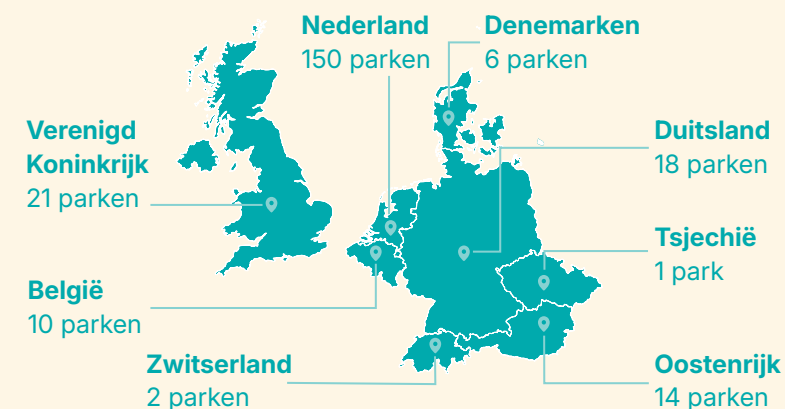 Nederland
150 parken
Denemarken
6 parken
Verenigd
Koninkrijk
21 parken
Duitsland
18 parken
Tsjechië
1 park
België
10 parken
Zwitserland
2 parken
Oostenrijk
14 parken